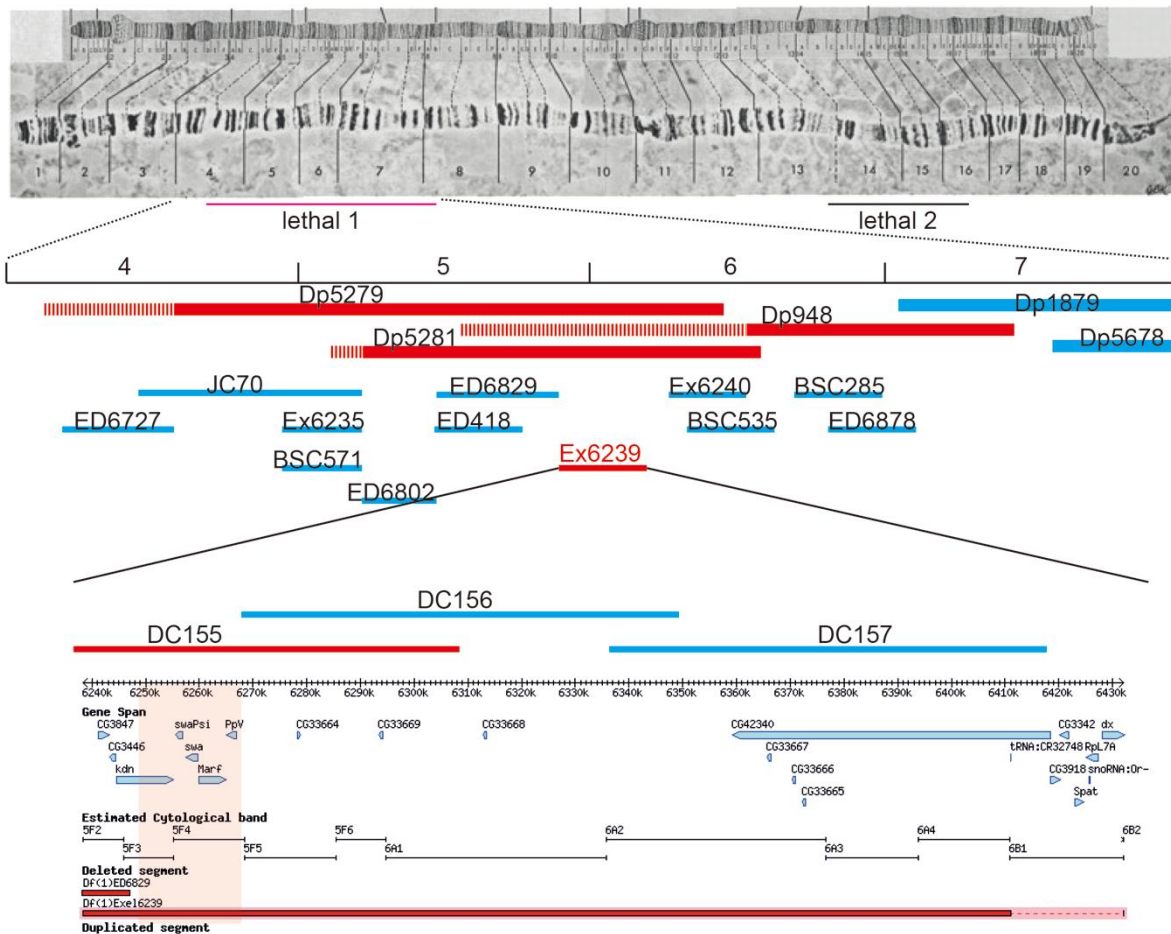 1 2 3 4 5 6 7 8 9 10 11 12 13 14 15 16 17 18 19 20
lethal 1 lethal 2
4 5 6 7
Dp5279 Dp1879
Dp948
Dp5281 Dp5678
JC70 ED6829 Ex6240 BSC285
ED6727 Ex6235 ED418 BSC535 ED6878
BSC571 Ex6239
ED6802
DC156
DC155 DC157
6240k 6250k 6260k 6270k 6280k 6290k 6300k 6310k 6320k 6330k 6340k 6350k 6360k 6370k 6380k 6390k 6400k 6410k 6420k 6430k
Gene Span
CG3847 swaPsi PpV CG33664 CG33669 CG33668 CG42340 CG3342 dx
CG3446 swa CG33667 tRNA:CR32748 RpL7A
kdn Marf CG33666 CG3918 snoRNA:Or-
CG33665 Spat
Estimated Cytological band
5F2 5F4 5F6 6A2 6A4 6B2
5F3 5F5 6A1 6A3 6B1
Deleted segment
Df(1)ED6829
Df(1)Exel6239
Duplicated segment